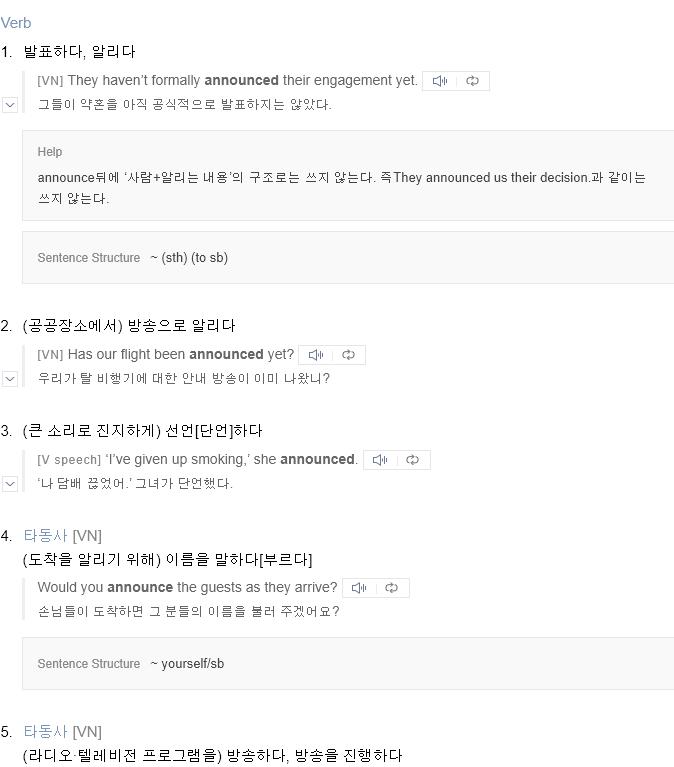 Verb
1. 발표하다, 알리다
[VN] They haven’t formally announced their engagement yet.
그들이 약혼을 아직 공식적으로 발표하지는 않았다.
Help
announce뒤에 ‘사람+알리는 내용’의 구조로는 쓰지 않는다. 즉They announced us their decision.과 같이는
쓰지 않는다.
Sentence Structure ~ (sth) (to sb)
2. (공공장소에서) 방송으로 알리다
[VN] Has our flight been announced yet?
우리가 탈 비행기에 대한 안내 방송이 이미 나왔니?
3. (큰 소리로 진지하게) 선언[단언]하다
[V speech] ‘I’ve given up smoking,’ she announced.
‘나 담배 끊었어.’ 그녀가 단언했다.
4. 타동사 [VN]
(도착을 알리기 위해) 이름을 말하다[부르다]
Would you announce the guests as they arrive?
손님들이 도착하면 그 분들의 이름을 불러 주겠어요?
Sentence Structure ~ yourself/sb
5. 타동사 [VN]
(라디오·텔레비전 프로그램을) 방송하다, 방송을 진행하다